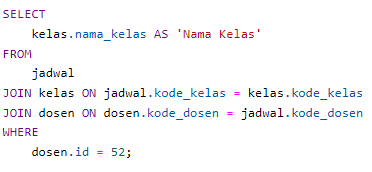 SELECT
kelas.nama_kelas AS 'Nama Kelas'
FROM
jadwal
JOIN kelas ON jadwal.kode_kelas = kelas.kode_kelas
JOIN dosen ON dosen.kode_dosen = jadwal.kode_dosen
WHERE
dosen.id = 52;